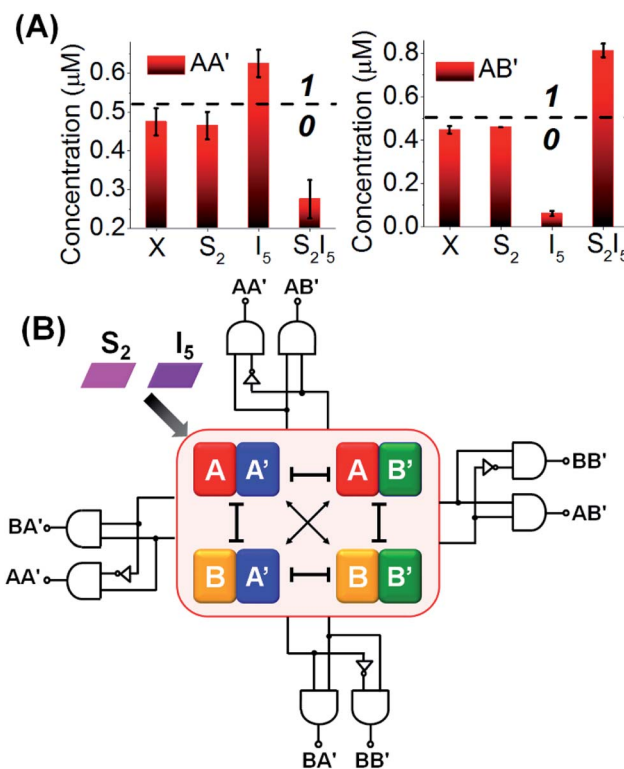 (A)
Concentration (μM)
0.6
0.5
0.4
0.3
0.2
AA'
1
0
X S₂ I₅ S₂I₅
Concentration (μM)
0.8
0.6
0.4
0.2
0.0
AB'
1
0
X S₂ I₅ S₂I₅
(B)
AA' AB'
S₂ I₅
A A' A B'
BB'
AB'
BA'
AA'
B A' B B'
BA' BB'